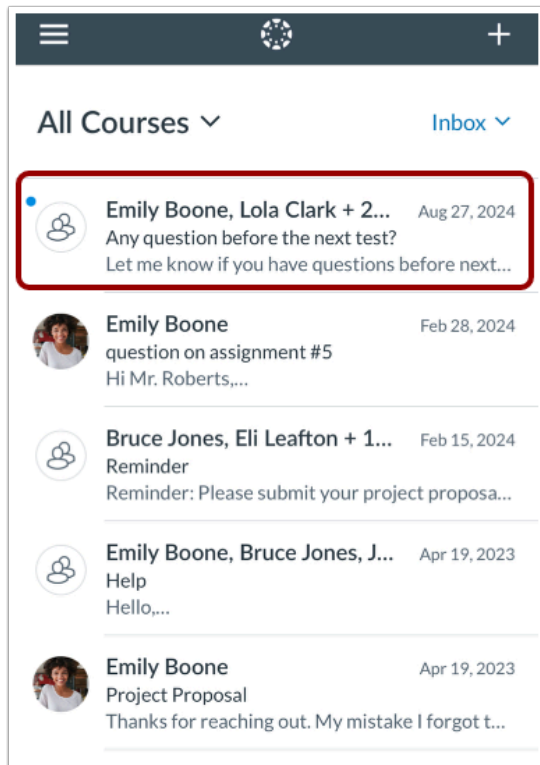 All Courses
Inbox
Emily Boone, Lola Clark + 2... Aug 27, 2024
Any question before the next test?
Let me know if you have questions before next...
Emily Boone Feb 28, 2024
question on assignment #5
Hi Mr. Roberts,...
Bruce Jones, Eli Leafton + 1... Feb 15, 2024
Reminder
Reminder: Please submit your project proposa...
Emily Boone, Bruce Jones, J... Apr 19, 2023
Help
Hello,...
Emily Boone Apr 19, 2023
Project Proposal
Thanks for reaching out. My mistake I forgot t...